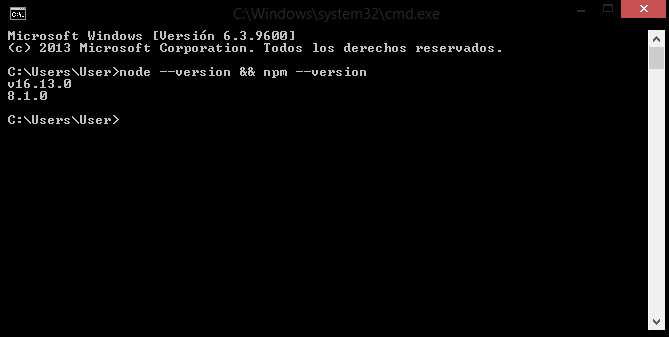 C:\Windows\system32\cmd.exe
Microsoft Windows [Versión 6.3.9600]
(c) 2013 Microsoft Corporation. Todos los derechos reservados.
C:\Users\User>node --version && npm --version
v16.13.0
8.1.0
C:\Users\User>